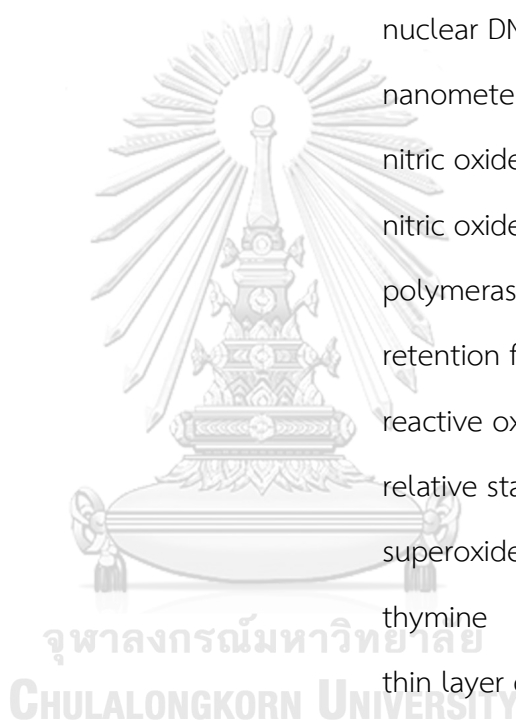 nuclear DN
nanomete
nitric oxide
nitric oxide
polymeras
retention f
reactive ox
relative sta
superoxide
thymine
จุฬาลงกรณ์มหาวิทยาลัย
thin layer
CHULALONGKORN UNIVERSITY